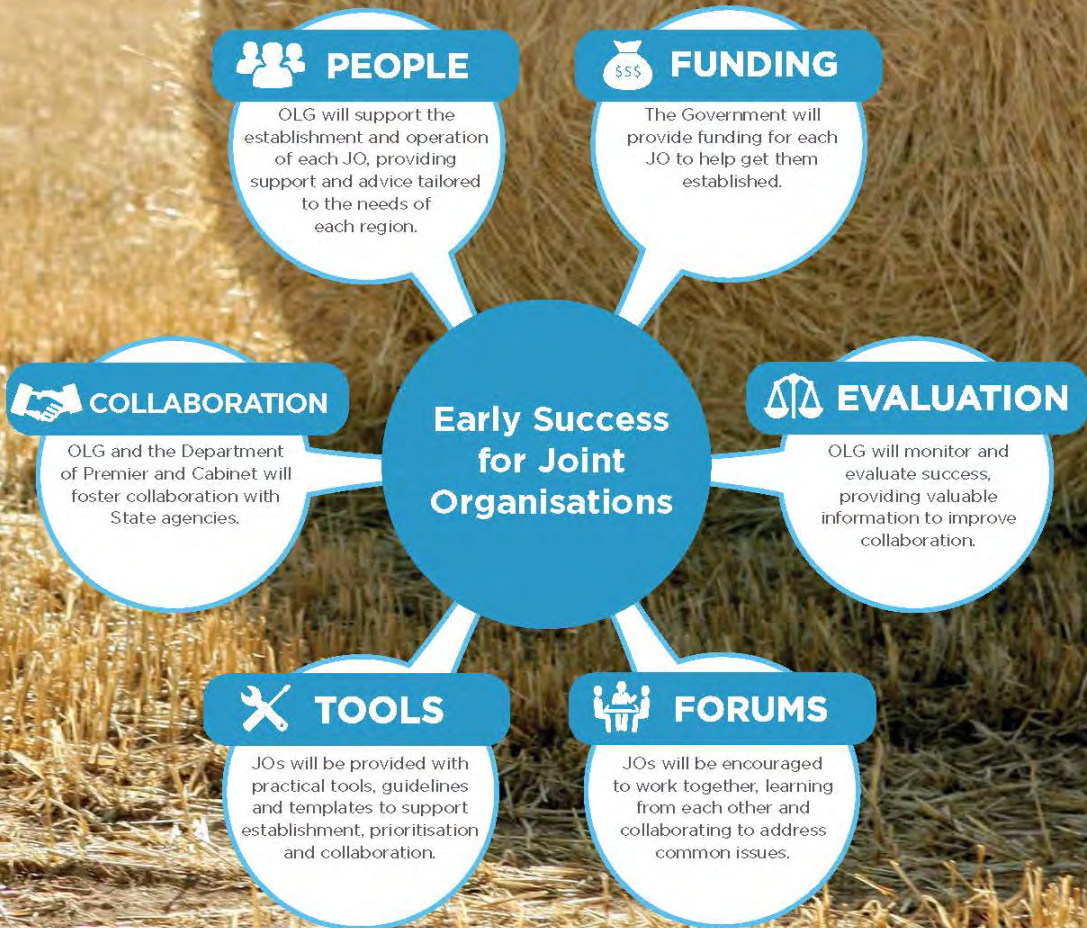 PEOPLE
OLG will support the
establishment and operation
of each JO, providing
support and advice tailored
to the needs of
each region.
$$$
FUNDING
The Government will
provide funding for each
JO to help get them
established.
COLLABORATION
OLG and the Department
of Premier and Cabinet will
foster collaboration with
State agencies.
Early Success
for Joint
Organisations
EVALUATION
OLG will monitor and
evaluate success,
providing valuable
information to improve
collaboration.
TOOLS
JOs will be provided with
practical tools, guidelines
and templates to support
establishment, prioritisation
and collaboration.
FORUMS
JOs will be encouraged
to work together, learning
from each other and
collaborating to address
common issues.